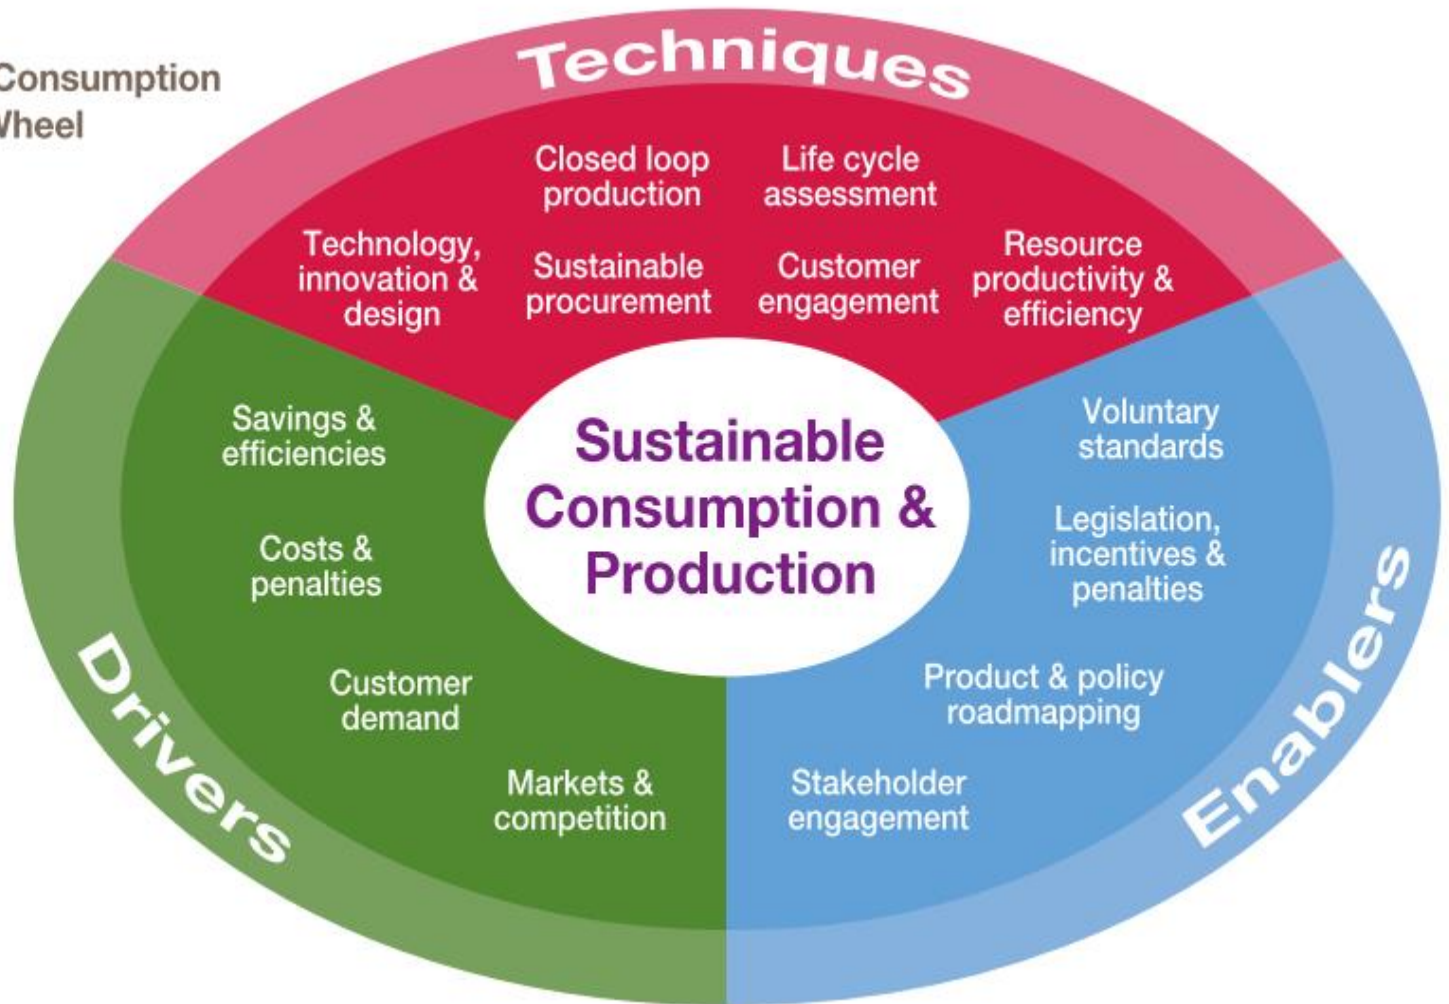 Consumption
Wheel
Techniques
Closed loop
production
Life cycle
assessment
Technology,
innovation &
design
Sustainable
procurement
Customer
engagement
Resource
productivity &
efficiency
Savings &
efficiencies
Costs &
penalties
Customer
demand
Markets &
competition
Drivers
Sustainable
Consumption &
Production
Voluntary
standards
Legislation,
incentives &
penalties
Product & policy
roadmapping
Stakeholder
engagement
Enablers